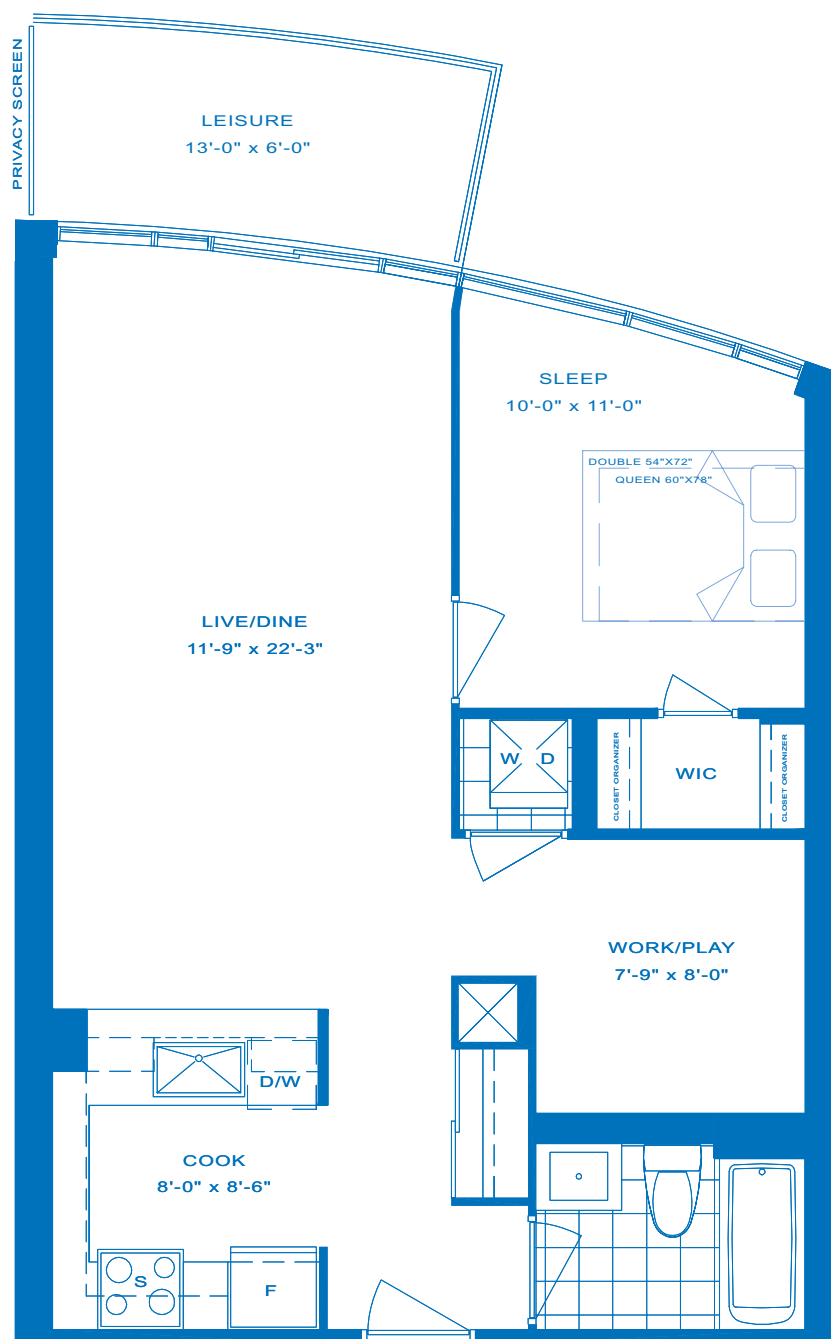 PRIVACY SCREEN
LEISURE
13'-0" x 6'-0"
SLEEP
10'-0" x 11'-0"
DOUBLE 54"X72"
QUEEN 60"X78"
LIVE/DINE
11'-9" x 22'-3"
W D
CLOSET ORGANIZER
WIC
CLOSET ORGANIZER
WORK/PLAY
7'-9" x 8'-0"
D/W
COOK
8'-0" x 8'-6"
S
F